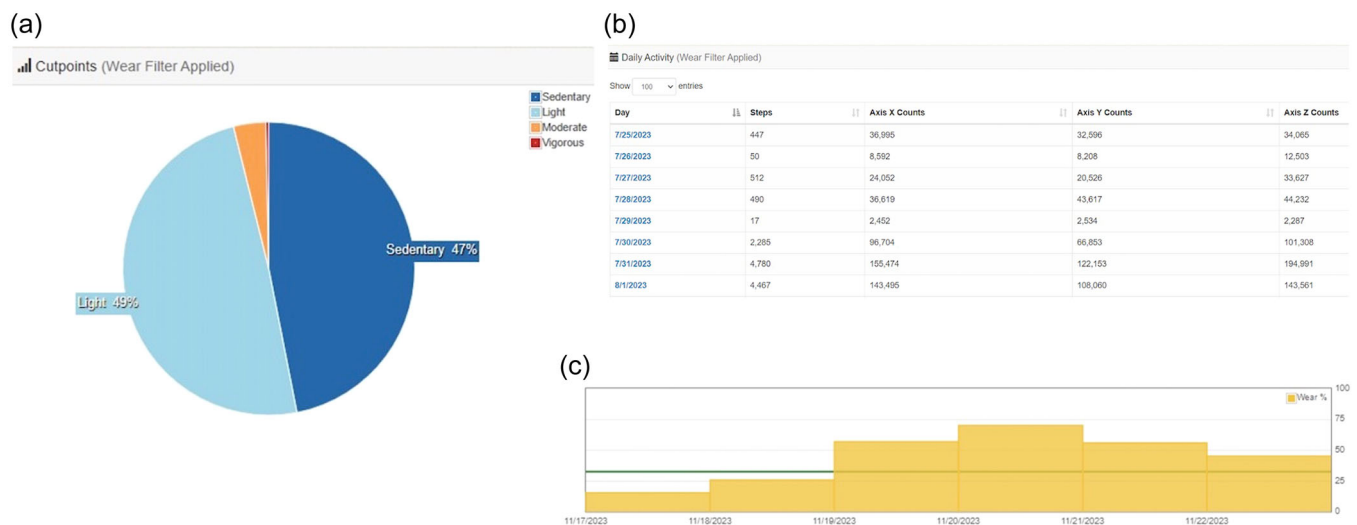 (a)
Cutpoints (Wear Filter Applied)
Sedentary
Light
Moderate
Vigorous
Sedentary 47%
Light 49%
(b)
Daily Activity (Wear Filter Applied)
Show 100 entries
Day Steps Axis X Counts Axis Y Counts Axis Z Counts
7/25/2023 447 36,995 32,596 34,065
7/26/2023 50 8,592 8,208 12,503
7/27/2023 512 24,052 20,526 33,627
7/28/2023 490 36,619 43,617 44,232
7/29/2023 17 2,452 2,534 2,287
7/30/2023 2,285 96,704 66,853 101,308
7/31/2023 4,780 155,474 122,153 194,991
8/1/2023 4,467 143,495 108,060 143,561
(c)
Wear %
100
75
50
25
0
11/17/2023 11/18/2023 11/19/2023 11/20/2023 11/21/2023 11/22/2023